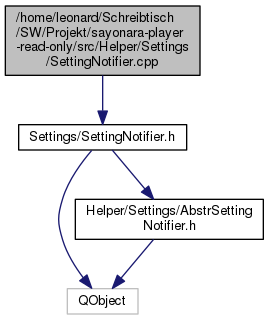 /home/leonard/Schreibtisch
/SW/Projekt/sayonara-player
-read-only/src/Helper/Settings
/SettingNotifier.cpp
Settings/SettingNotifier.h
Helper/Settings/AbstrSetting
Notifier.h
QObject